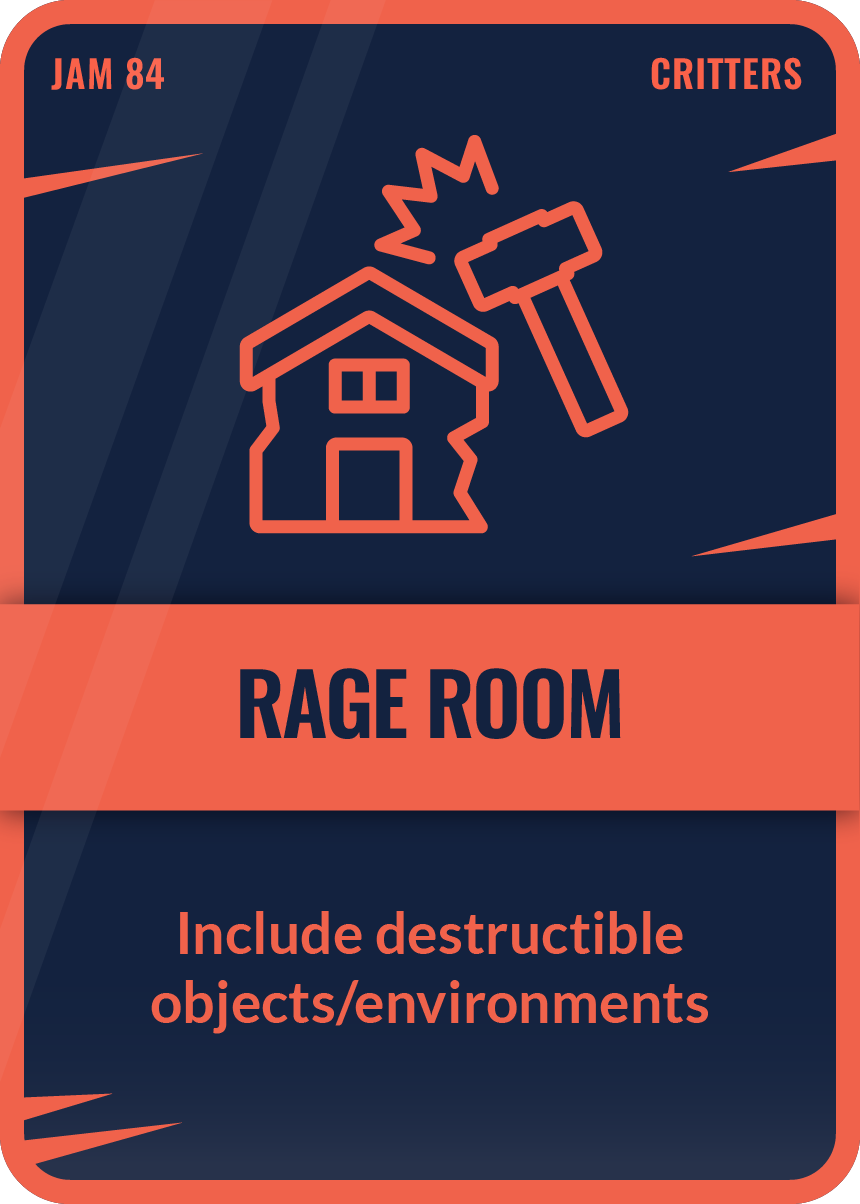 JAM 84
CRITTERS
RAGE ROOM
Include destructible
objects/environments